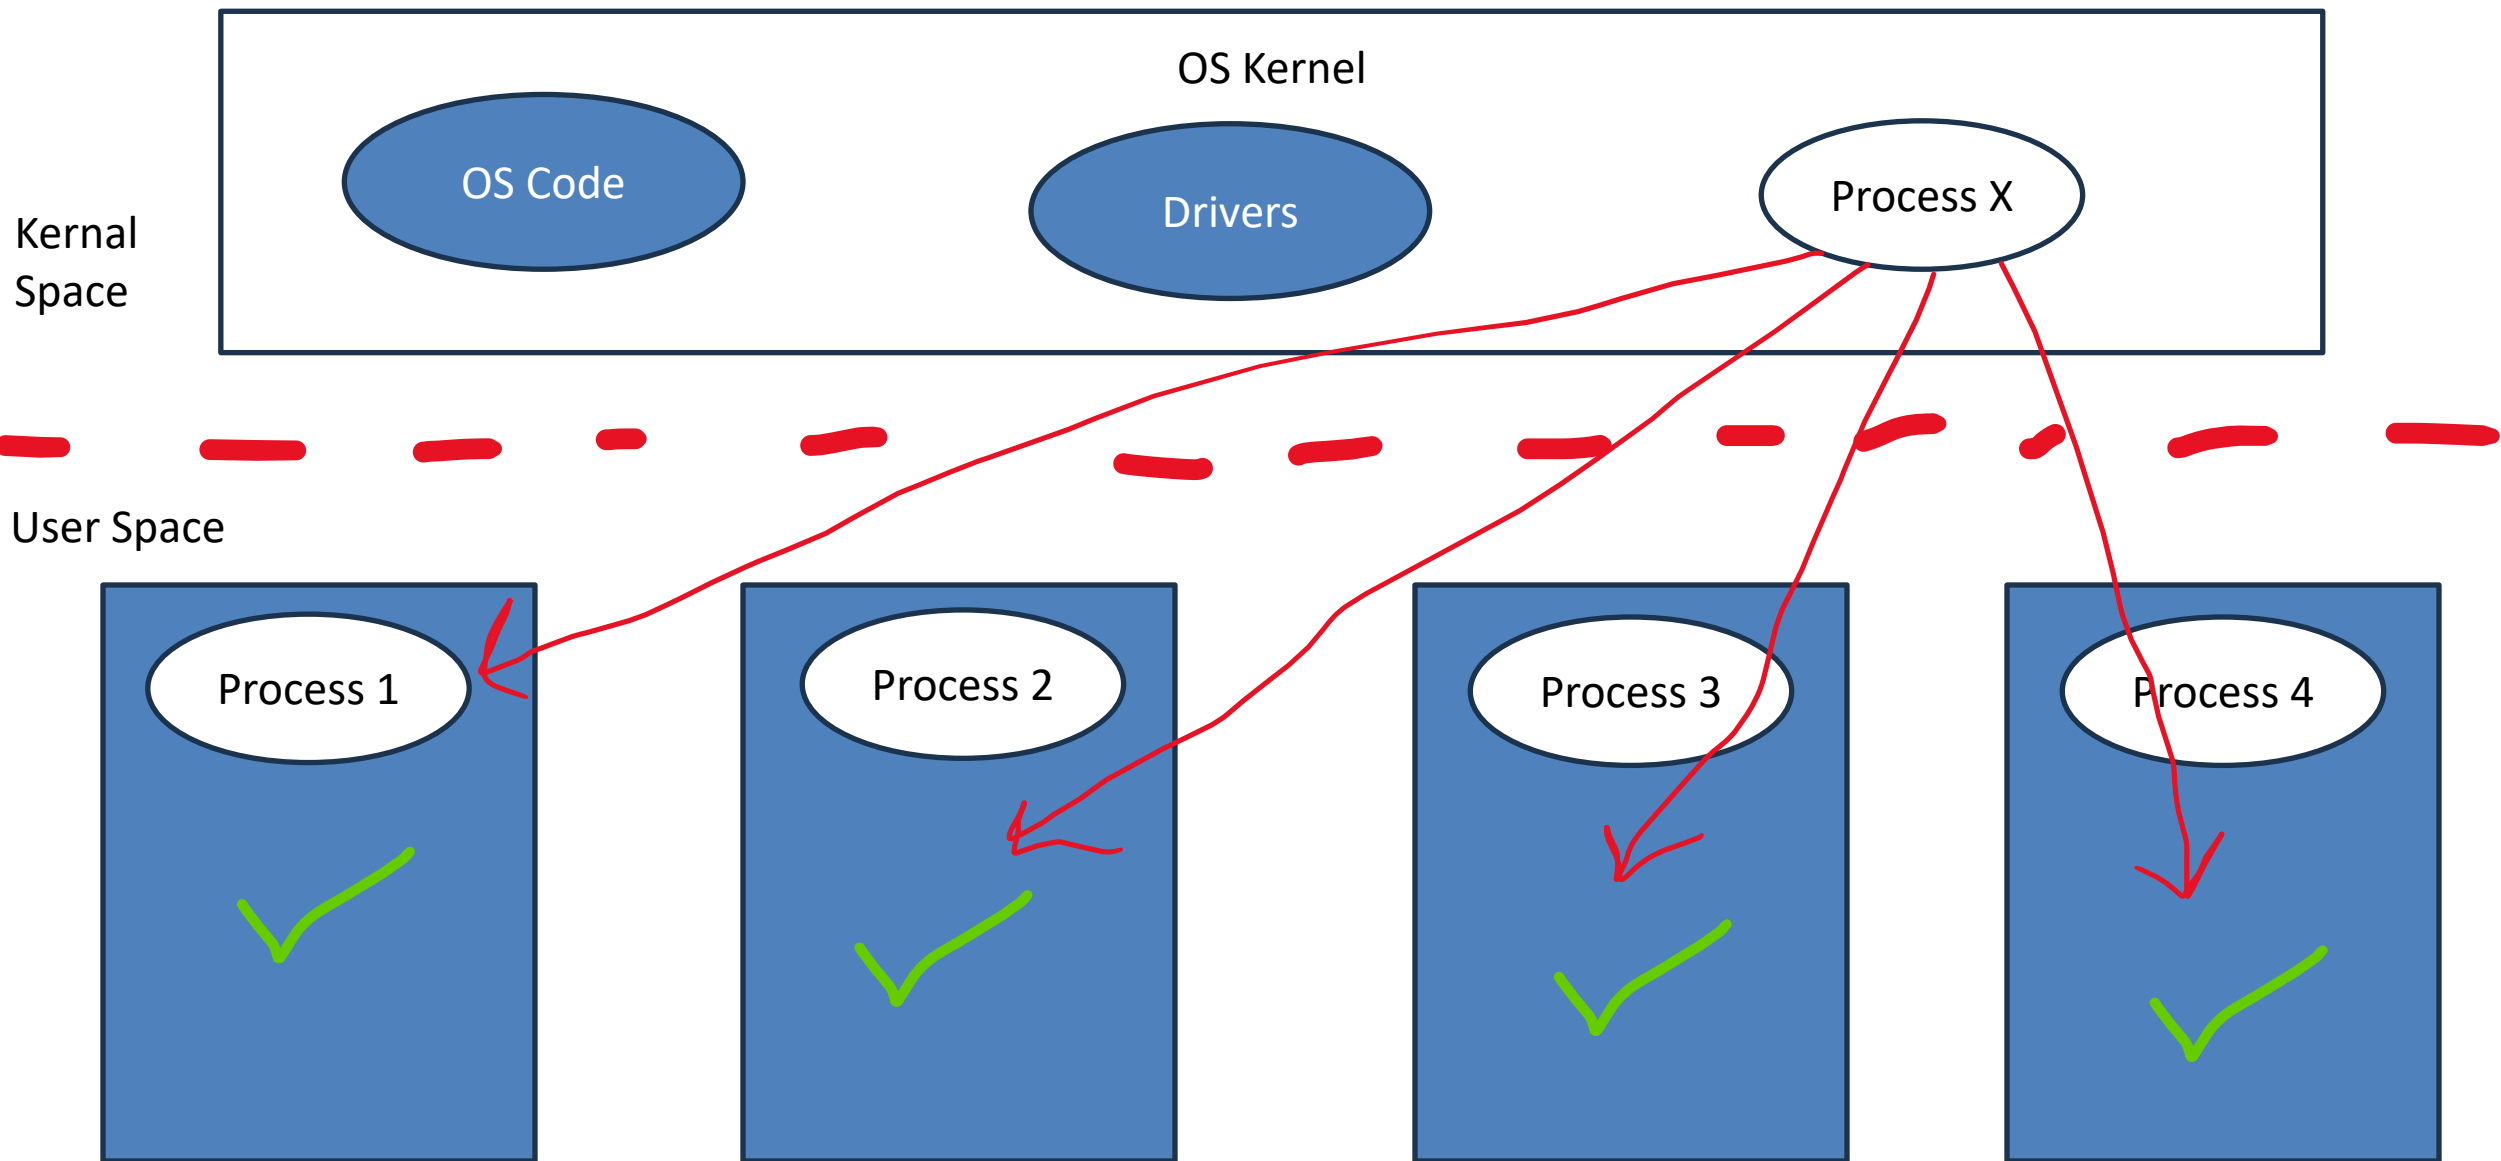 OS Kernel
OS Code
Drivers
Process X
Kernal
Space
User Space
Process 1
Process 2
Process 3
Process 4